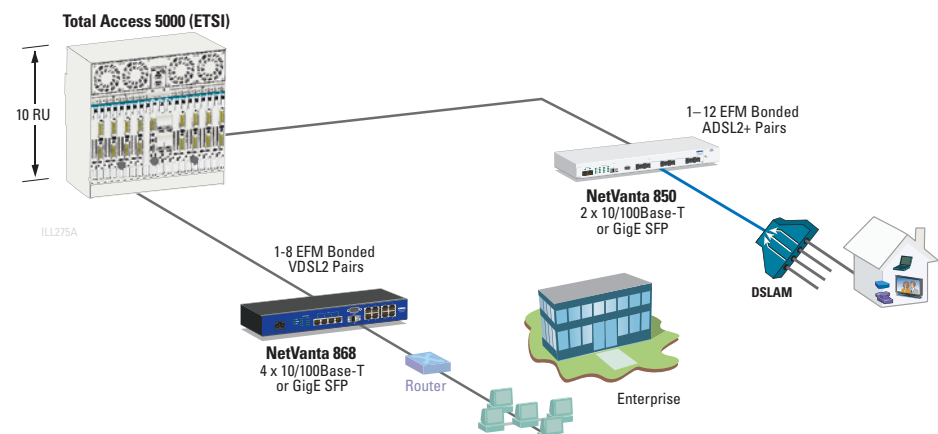 Total Access 5000 (ETSI)
10 RU
1–12 EFM Bonded
ADSL2+ Pairs
NetVanta 850
2 x 10/100Base-T
or GigE SFP
ILL275A
1-8 EFM Bonded
VDSL2 Pairs
DSLAM
NetVanta 868
4 x 10/100Base-T
or GigE SFP
Router
Enterprise